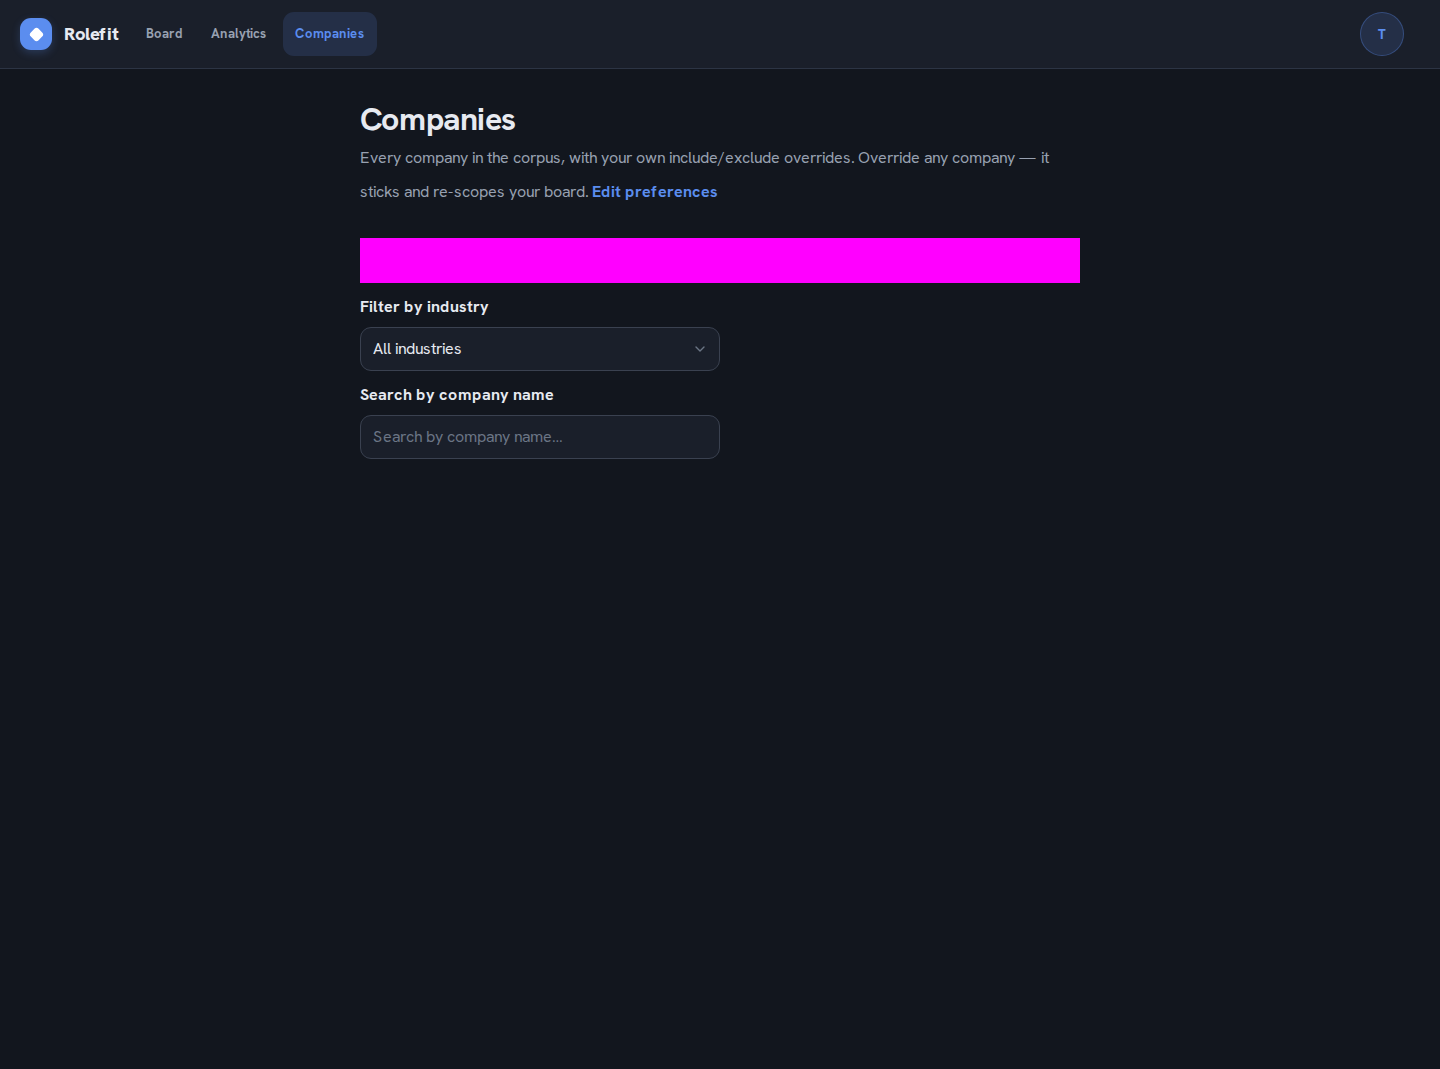 Rolefit
Board
Analytics
Companies
T
Companies
Every company in the corpus, with your own include/exclude overrides. Override any company — it
sticks and re-scopes your board. Edit preferences
Filter by industry
All industries
Search by company name
Search by company name...